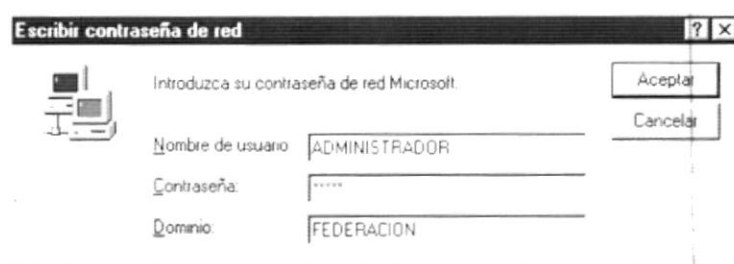 Escribir contraseña de red ? X
Introduzca su contraseña de red Microsoft. Aceptar
Cancelar
Nombre de usuario ADMINISTRADOR
Contraseña: *****
Dominio: FEDERACION